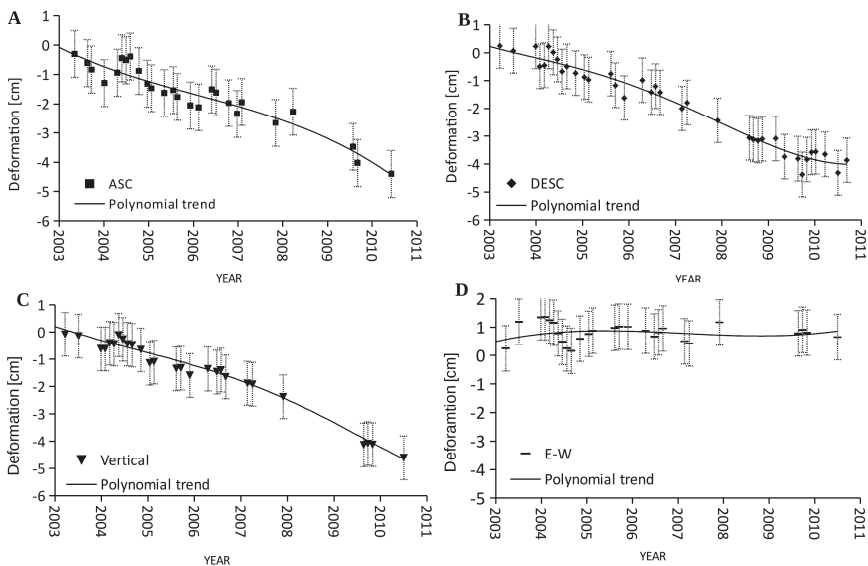 A
Deformation [cm]
1
0
-1
-2
-3
-4
-5
-6
ASC
Polynomial trend
2003 2004 2005 2006 2007 2008 2009 2010 2011
YEAR
B
Deformation [cm]
1
0
-1
-2
-3
-4
-5
-6
DESC
Polynomial trend
2003 2004 2005 2006 2007 2008 2009 2010 2011
YEAR
C
Deformation [cm]
1
0
-1
-2
-3
-4
-5
-6
Vertical
Polynomial trend
2003 2004 2005 2006 2007 2008 2009 2010 2011
YEAR
D
Deforamtion [cm]
2
1
0
-1
-2
-3
-4
-5
E-W
Polynomial trend
2003 2004 2005 2006 2007 2008 2009 2010 2011
YEAR